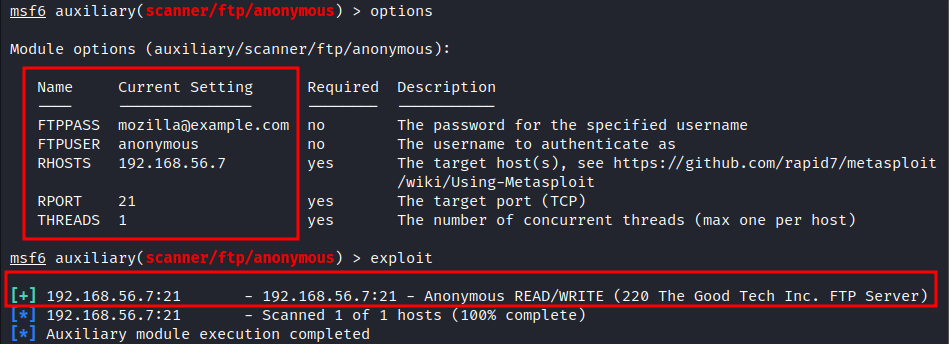 msf6 auxiliary(scanner/ftp/anonymous) > options
Module options (auxiliary/scanner/ftp/anonymous):
Name Current Setting Required Description
---- --------------- -------- -----------
FTPPASS mozilla@example.com no The password for the specified username
FTPUSER anonymous no The username to authenticate as
RHOSTS 192.168.56.7 yes The target host(s), see https://github.com/rapid7/metasploit
/wiki/Using-Metasploit
RPORT 21 yes The target port (TCP)
THREADS 1 yes The number of concurrent threads (max one per host)
msf6 auxiliary(scanner/ftp/anonymous) > exploit
[+] 192.168.56.7:21 - 192.168.56.7:21 - Anonymous READ/WRITE (220 The Good Tech Inc. FTP Server)
[*] 192.168.56.7:21 - Scanned 1 of 1 hosts (100% complete)
[*] Auxiliary module execution completed